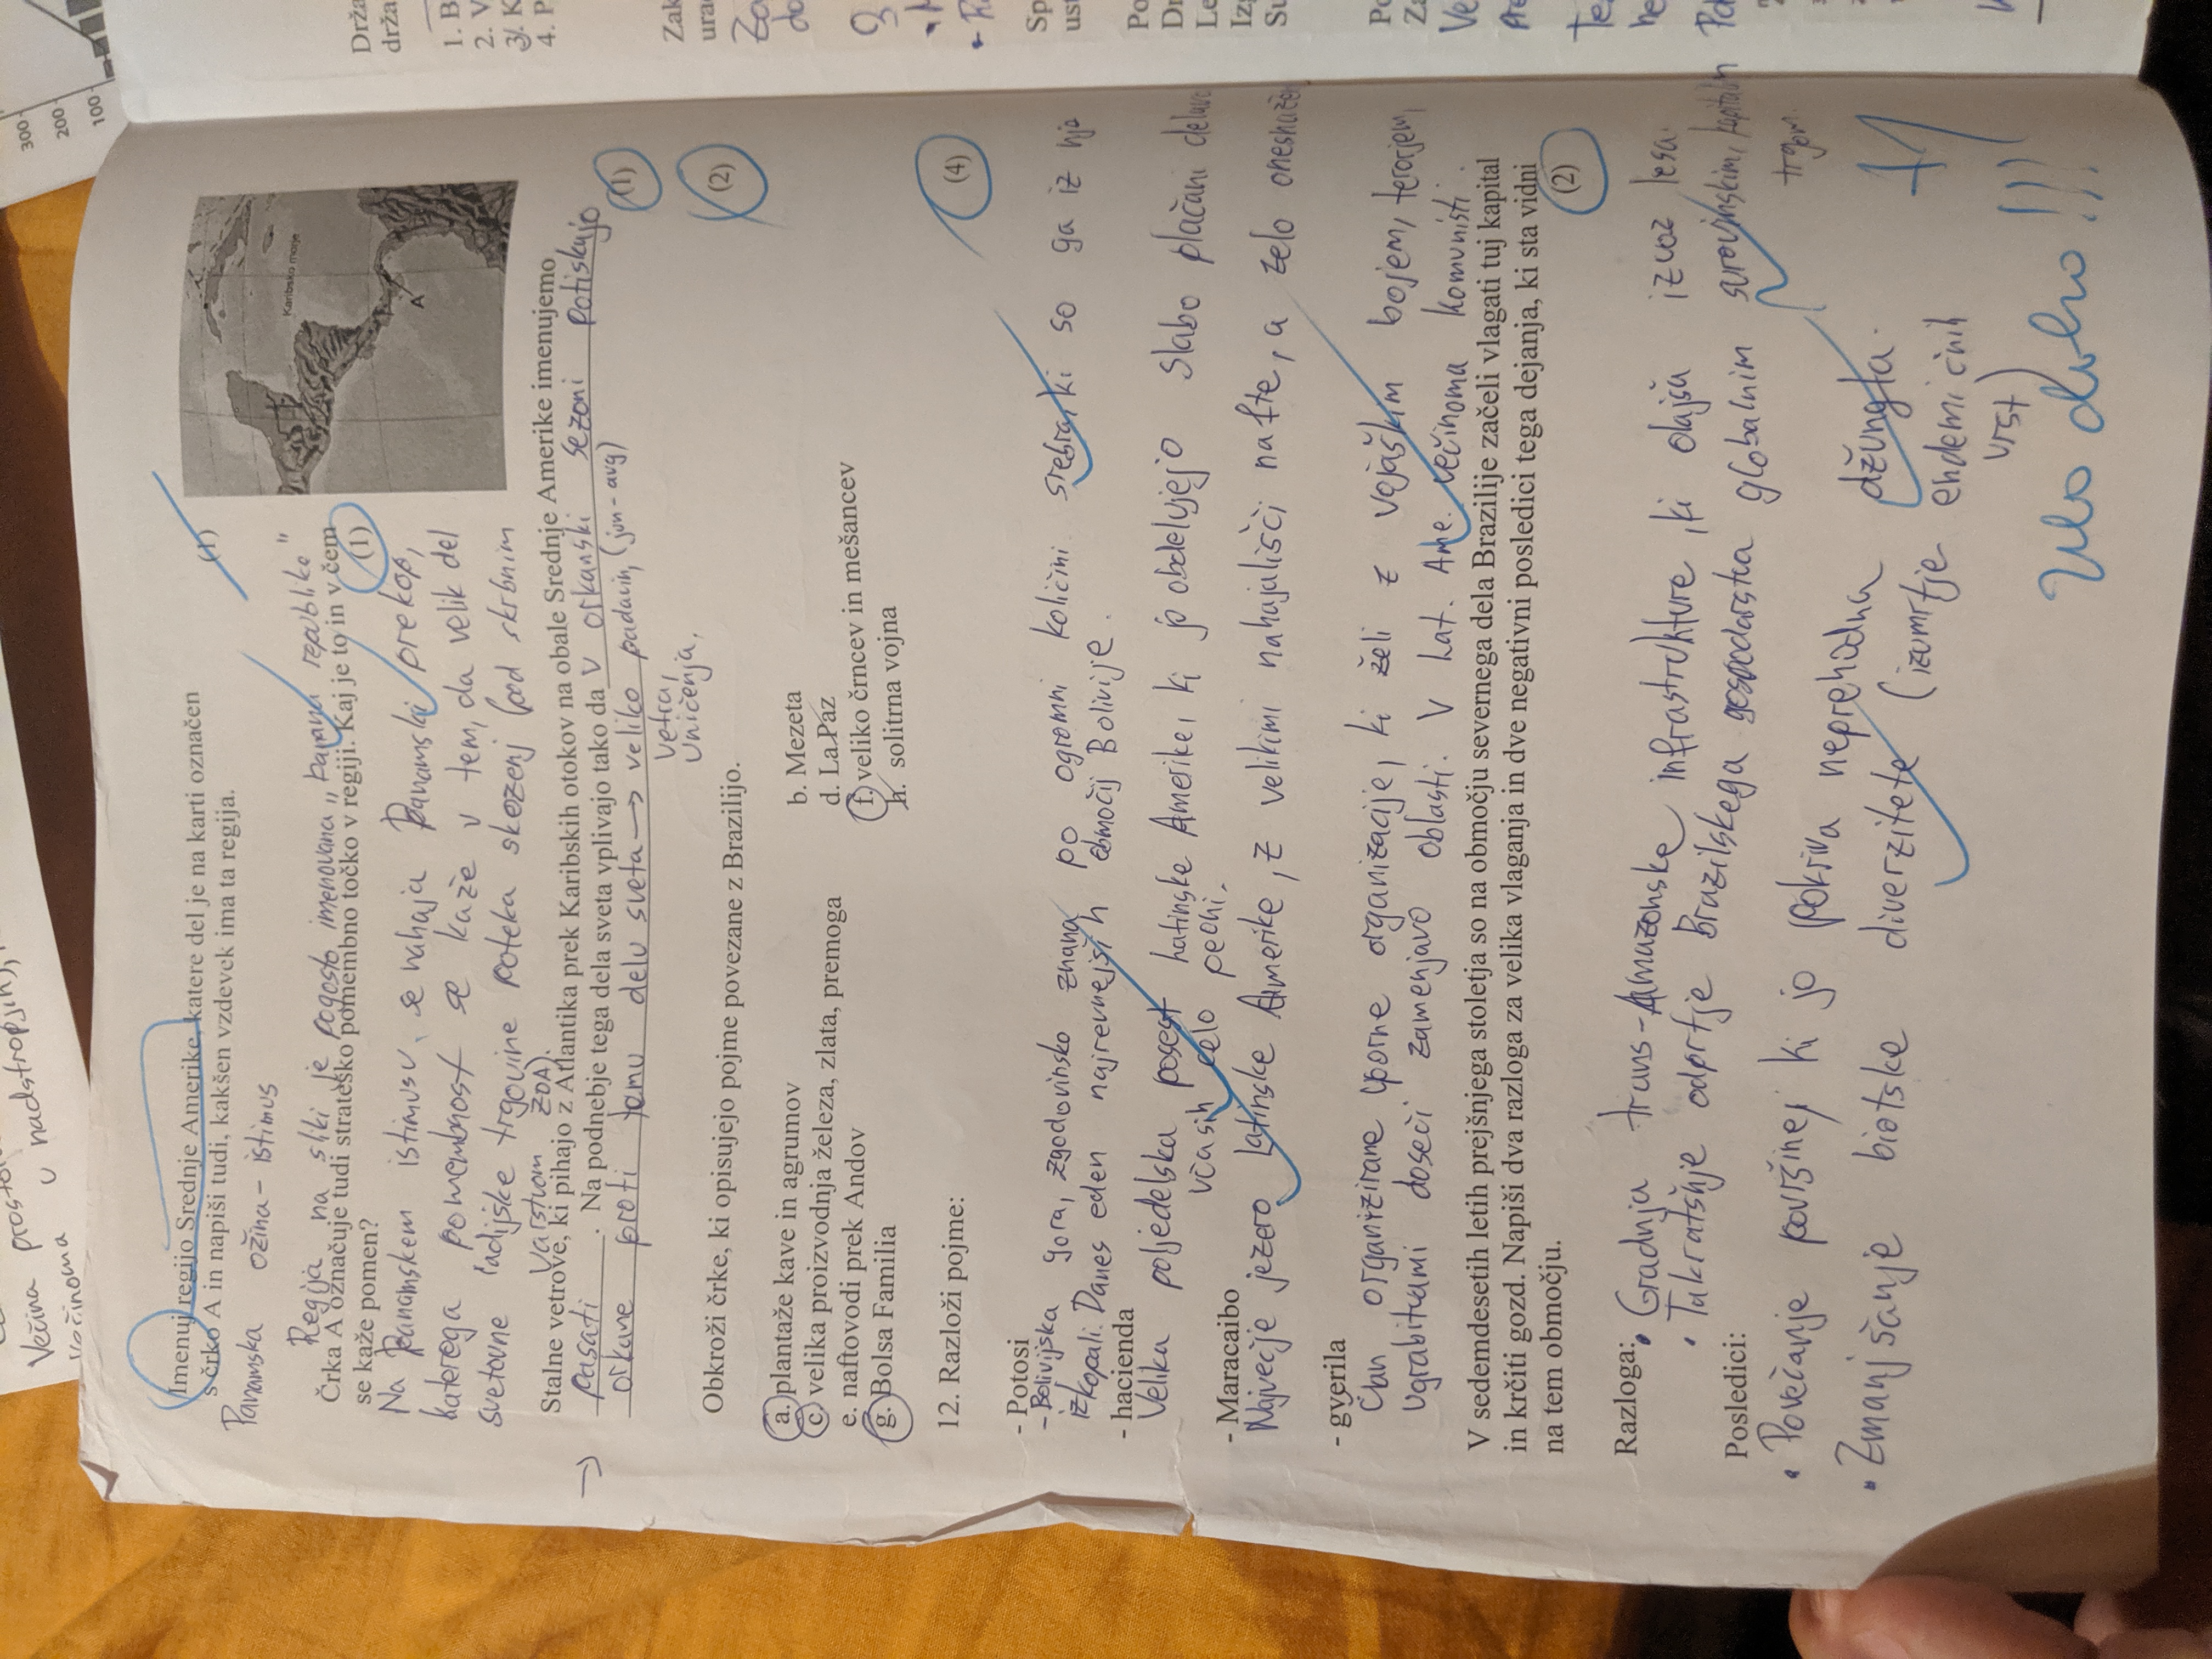 Večina
v nadstropjih),
večinoma
300
200
100
Imenuj regijo Srednje Amerike, katere del je na karti označen
s črko A in napiši tudi, kakšen vzdevek ima ta regija.
(1)
Panamska ožina - istimus
Regija na sliki je pogosto imenovana „banana republike"
Karibsko morje
A
Črka A označuje tudi strateško pomembno točko v regiji. Kaj je to in v čem
se kaže pomen?
(1)
Na Panamskem istimusu, se nahaja Panamski prekop,
katerega pomembnost se kaže v tem, da velik del
svetovne ladijske trgovine poteka skozenj (pod skrbnim
varstvom ZDA).
Stalne vetrove, ki pihajo z Atlantika prek Karibskih otokov na obale Srednje Amerike imenujemo
→ pasati . Na podnebje tega dela sveta vplivajo tako da v orkanski sezoni potiskajo
orkane proti temu delu sveta → veliko padavin, (jun - avg)
(1)
vetra,
uničenja.
Obkroži črke, ki opisujejo pojme povezane z Brazilijo.
(2)
a. plantaže kave in agrumov b. Mezeta
c. velika proizvodnja železa, zlata, premoga d. La Paz
e. naftovodi prek Andov f. veliko črncev in mešancev
g. Bolsa Familia h. solitrna vojna
12. Razloži pojme:
(4)
- Potosi
- Bolivijska gora, zgodovinsko znana po ogromni količini srebra, ki so ga iz nje
izkopali. Danes eden najrevnejših območij Bolivije.
- hacienda
Velika poljedelska posest Latinske Amerike, ki jo obdelujejo slabo plačani
včasih celo peoni.
- Maracaibo
Največje jezero Latinske Amerike, z velikimi nahajališči nafte, a zelo
- gverila
Član organizirane uporne organizacije, ki želi z vojaškim bojem, terorjem,
ugrabitvami doseči zamenjavo oblasti. V Lat. Ame. večinoma komunisti.
V sedemdesetih letih prejšnjega stoletja so na območju severnega dela Brazilije začeli vlagati tuj kapital
in krčiti gozd. Napiši dva razloga za velika vlaganja in dve negativni posledici tega dejanja, ki sta vidni
na tem območju.
(2)
Razloga:
• Gradnja trans-Amazonske infrastrukture, ki olajša izvoz lesa.
• Takratšnje odprtje Brazilskega gospodarstva globalnim surovinskim,
trgom.
Posledici:
• Povečanje površine, ki jo pokriva neprehodna džungla.
• Zmanjšanje biotske diverzitete (izumrtje endemičnih
vrst)
Zelo dobro!!!
Drža
drža
1. B
2. V
3. K
4. P
Zak
ura
Sp
ust
Po
Dr
Le
Iz
Su